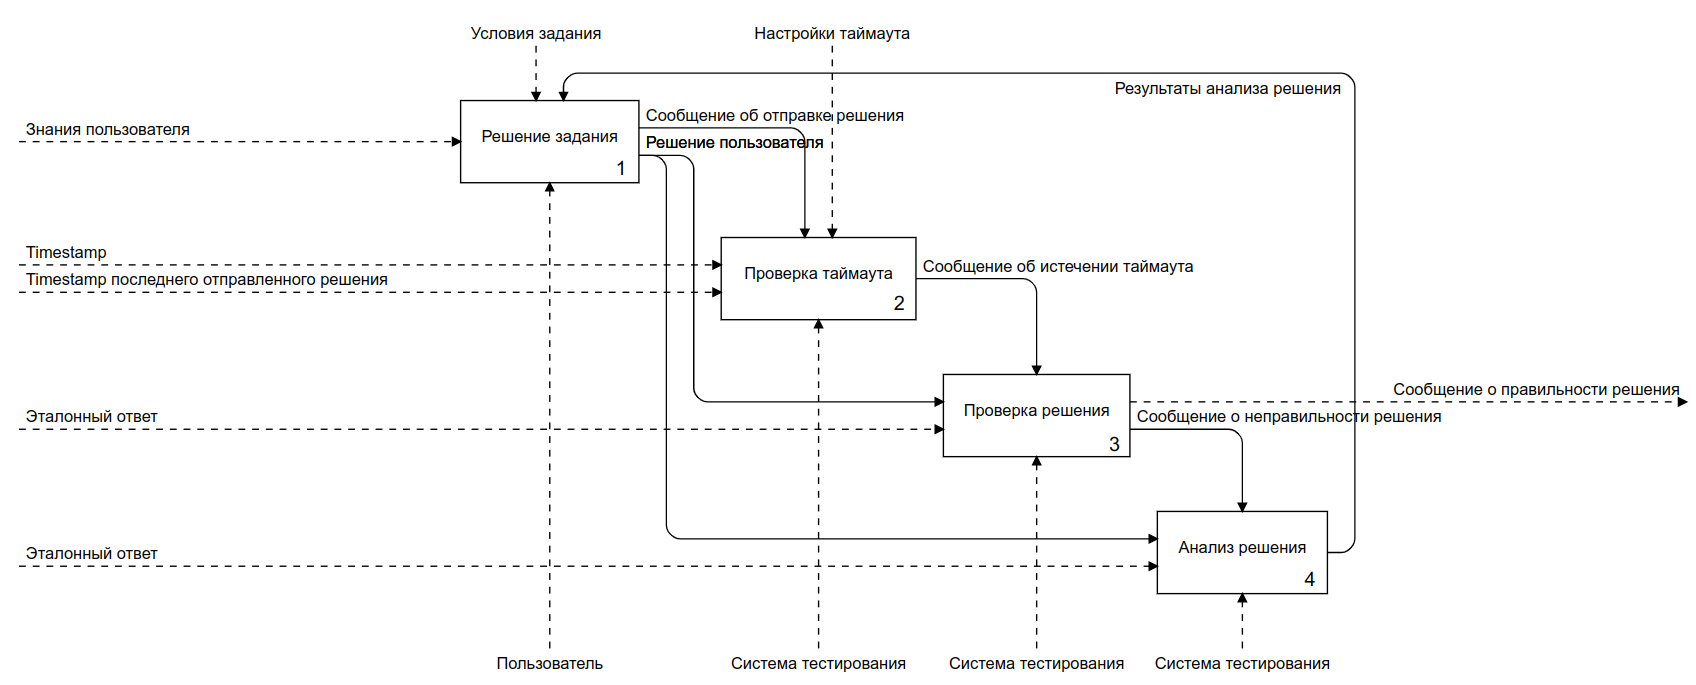 Условия задания
Настройки таймаута
Результаты анализа решения
Знания пользователя
Решение задания
1
Сообщение об отправке решения
Решение пользователя
Timestamp
Timestamp последнего отправленного решения
Проверка таймаута
2
Сообщение об истечении таймаута
Эталонный ответ
Проверка решения
3
Сообщение о правильности решения
Сообщение о неправильности решения
Эталонный ответ
Анализ решения
4
Пользователь
Система тестирования
Система тестирования
Система тестирования